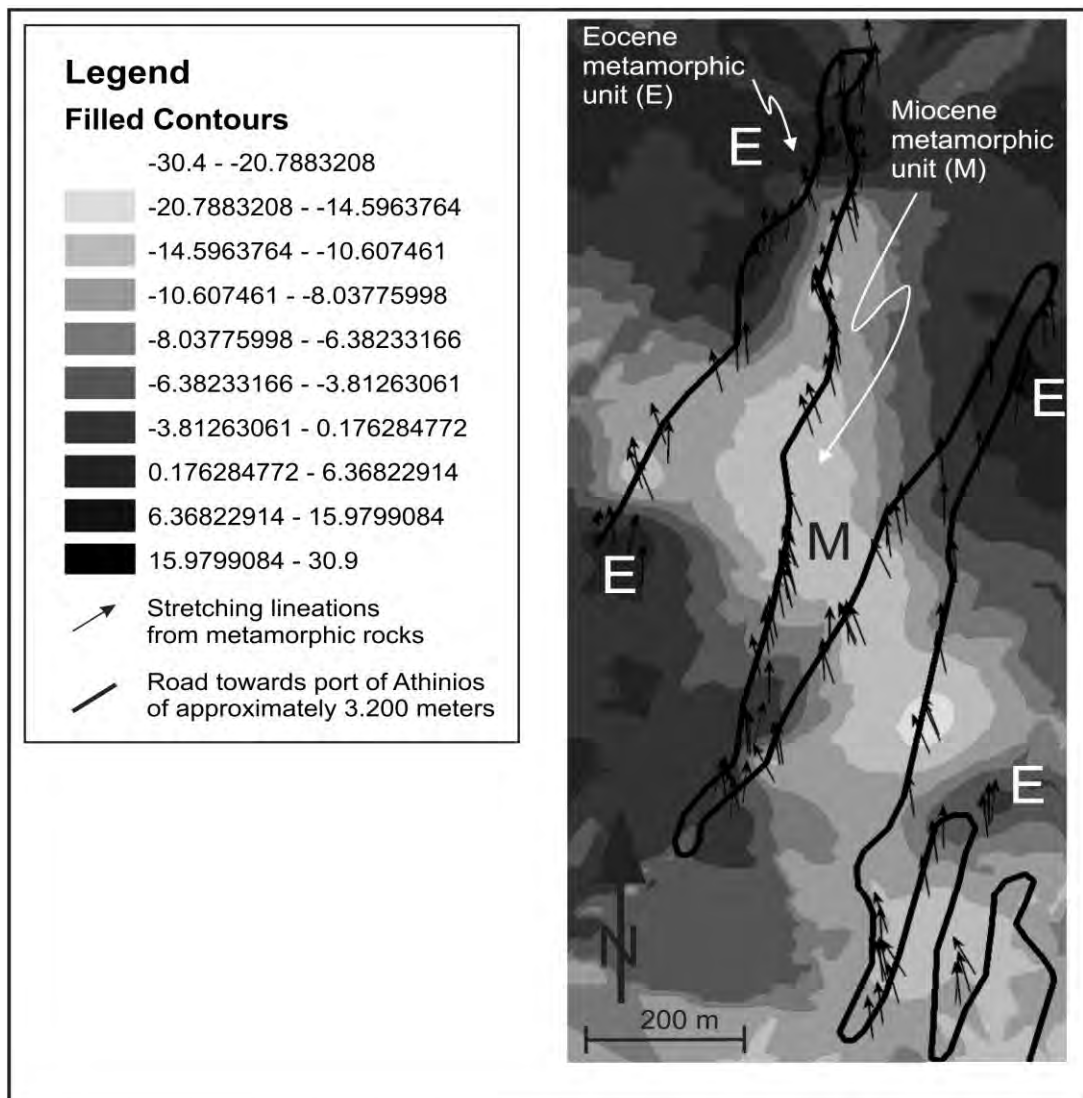 Legend
Filled Contours
-30.4 - -20.7883208
-20.7883208 - -14.5963764
-14.5963764 - -10.607461
-10.607461 - -8.03775998
-8.03775998 - -6.38233166
-6.38233166 - -3.81263061
-3.81263061 - 0.176284772
0.176284772 - 6.36822914
6.36822914 - 15.9799084
15.9799084 - 30.9
Stretching lineations
from metamorphic rocks
Road towards port of Athinios
of approximately 3.200 meters
Eocene
metamorphic
unit (E)
Miocene
metamorphic
unit (M)
E
E
M
E
E
N
200 m